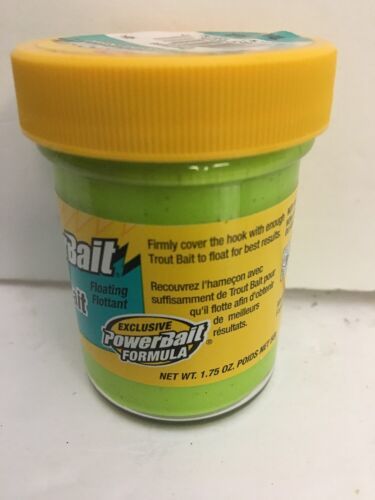 Bait
Floating
Flottant
EXCLUSIVE
PowerBait®
FORMULA
Firmly cover the hook with enough
Trout Bait to float for best results.
Recouvrez l'hameçon avec
suffisamment de Trout Bait pour
qu'il flotte afin d'obtenir
de meilleurs
résultats.
NET WT. 1.75 OZ. POIDS NET